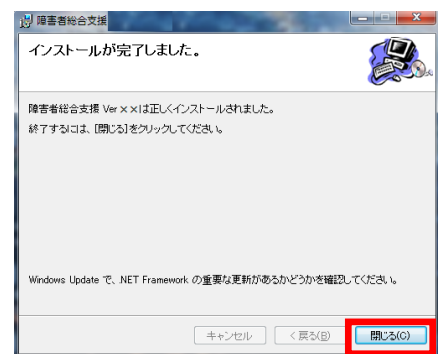 障害者総合支援
インストールが完了しました。
障害者総合支援 Ver××は正しくインストールされました。
終了するには、[閉じる]をクリックしてください。
Windows Update で、.NET Framework の重要な更新があるかどうかを確認してください。
キャンセル <戻る(B) 閉じる(C)